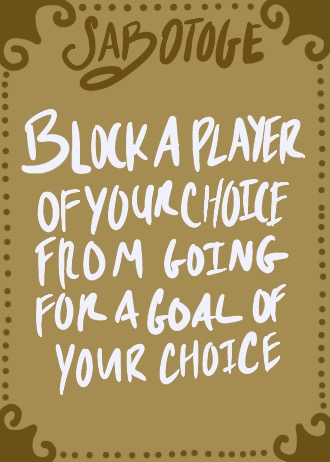 SABOTOGE
BLOCK A PLAYER
OF YOUR CHOICE
FROM GOING
FOR A GOAL OF
YOUR CHOICE